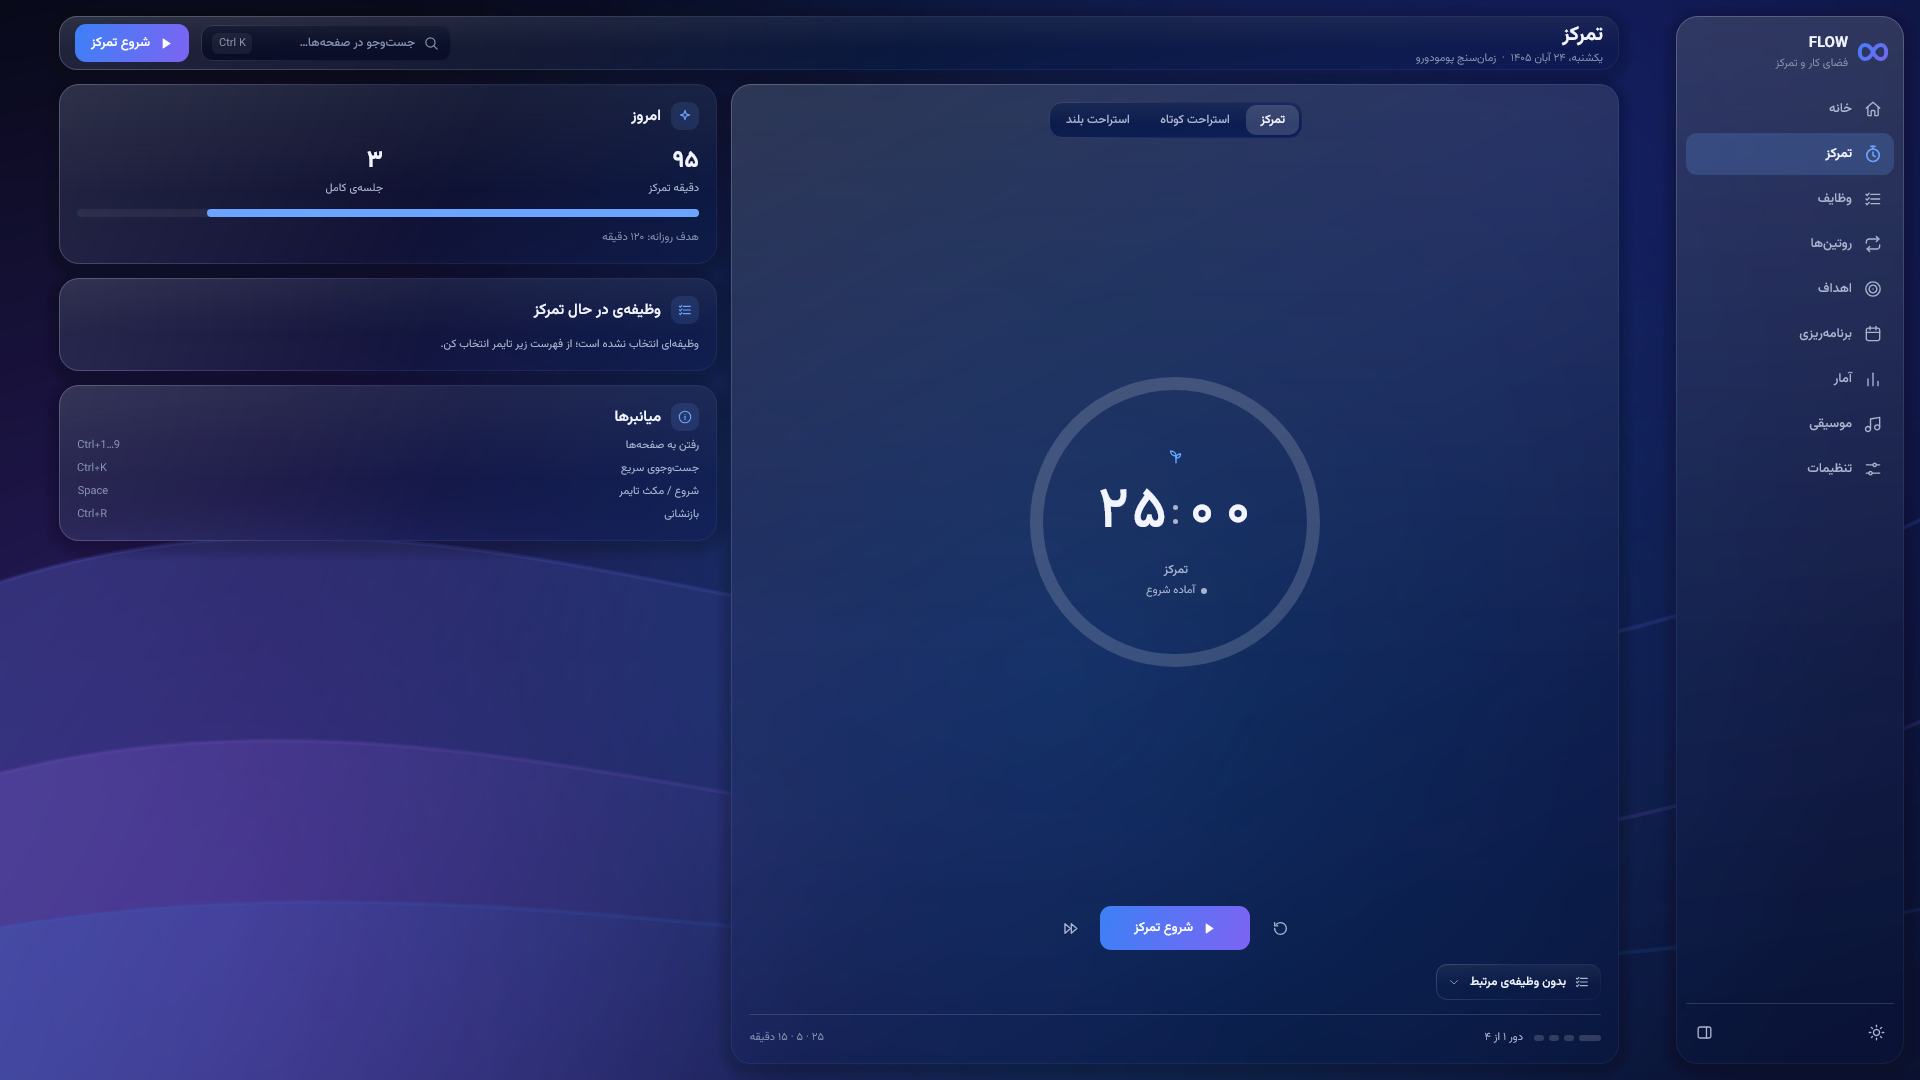 FLOW
فضای کار و تمرکز
خانه
تمرکز
وظایف
روتین‌ها
اهداف
برنامه‌ریزی
آمار
موسیقی
تنظیمات
تمرکز
یکشنبه، ۲۴ آبان ۱۴۰۵ · زمان‌سنج پومودورو
جست‌وجو در صفحه‌ها…
Ctrl K
شروع تمرکز
تمرکز
استراحت کوتاه
استراحت بلند
۲۵:۰۰
تمرکز
آماده شروع
شروع تمرکز
بدون وظیفه‌ی مرتبط
دور ۱ از ۴
۲۵ · ۵ · ۱۵ دقیقه
امروز
۹۵
دقیقه تمرکز
۳
جلسه‌ی کامل
هدف روزانه: ۱۲۰ دقیقه
وظیفه‌ی در حال تمرکز
وظیفه‌ای انتخاب نشده است؛ از فهرست زیر تایمر انتخاب کن.
میانبرها
رفتن به صفحه‌ها Ctrl+1…9
جست‌وجوی سریع Ctrl+K
شروع / مکث تایمر Space
بازنشانی Ctrl+R